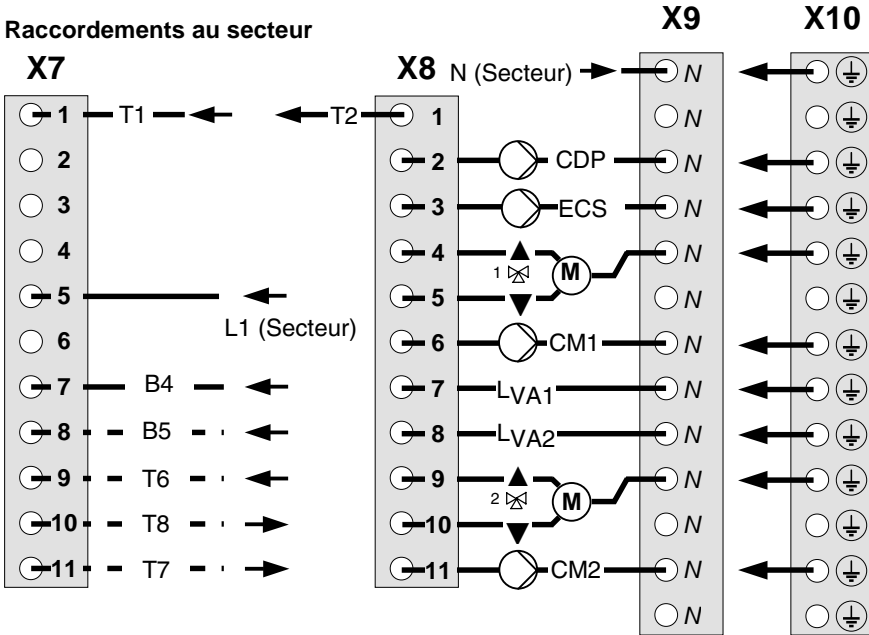 X9 X10
Raccordements au secteur
X7 X8 N (Secteur) N
1 T1 T2 1 N
2 2 CDP N
3 3 ECS N
4 4 1 M N
5 5 N
L1 (Secteur)
6 6 CM1 N
7 B4 7 LVA1 N
8 B5 8 LVA2 N
9 T6 9 2 M N
10 T8 10 N
11 T7 11 CM2 N
N